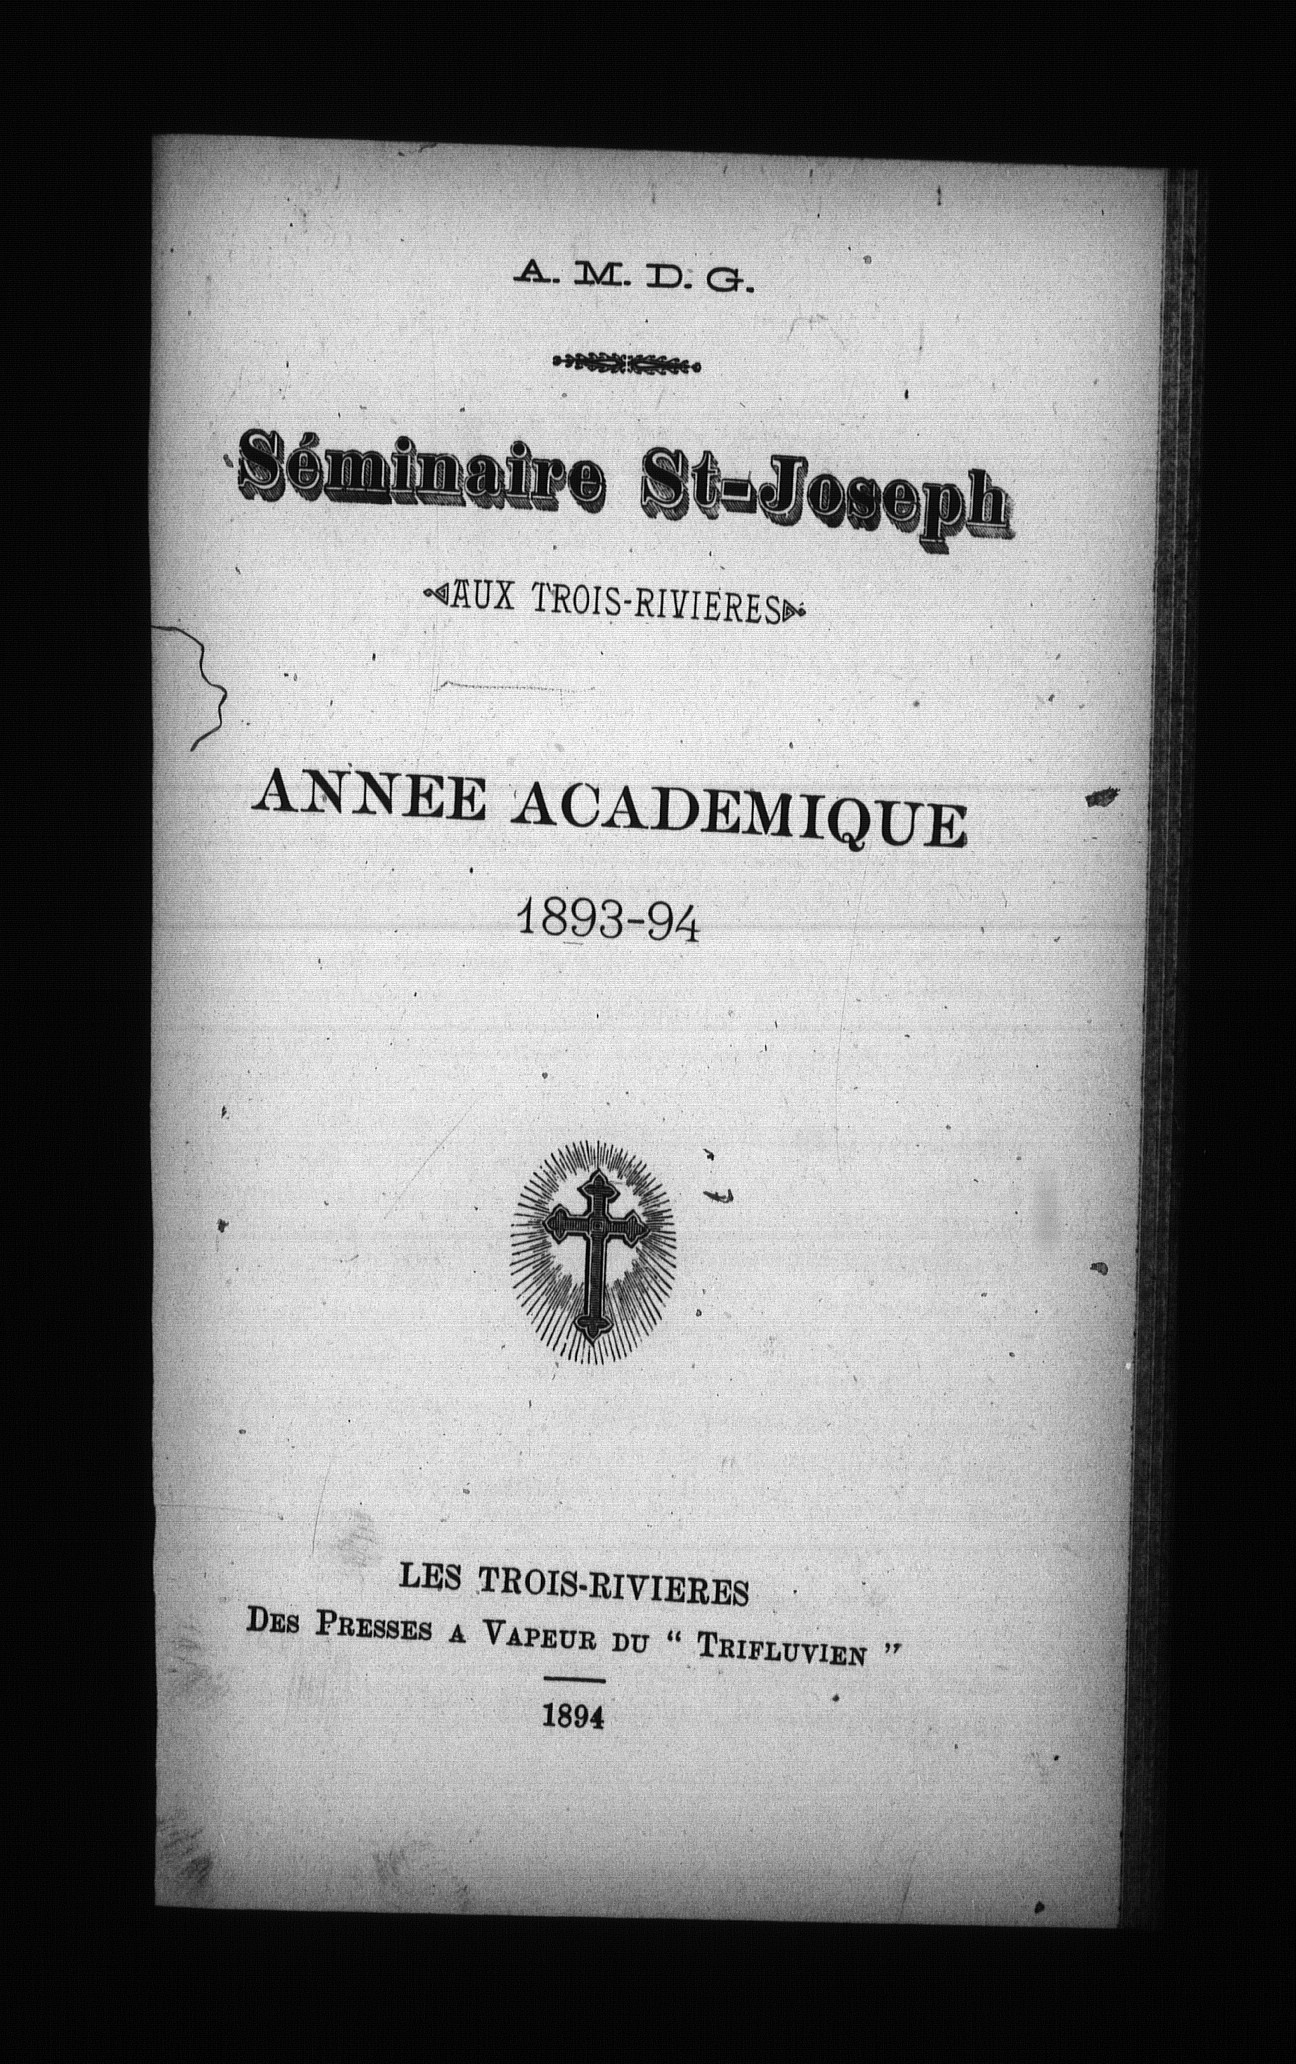 A. M. D. G.
Séminaire St-Joseph
AUX TROIS-RIVIERES
ANNEE ACADEMIQUE
1893-94
LES TROIS-RIVIERES
DES PRESSES A VAPEUR DU “ TRIFLUVIEN ”
1894